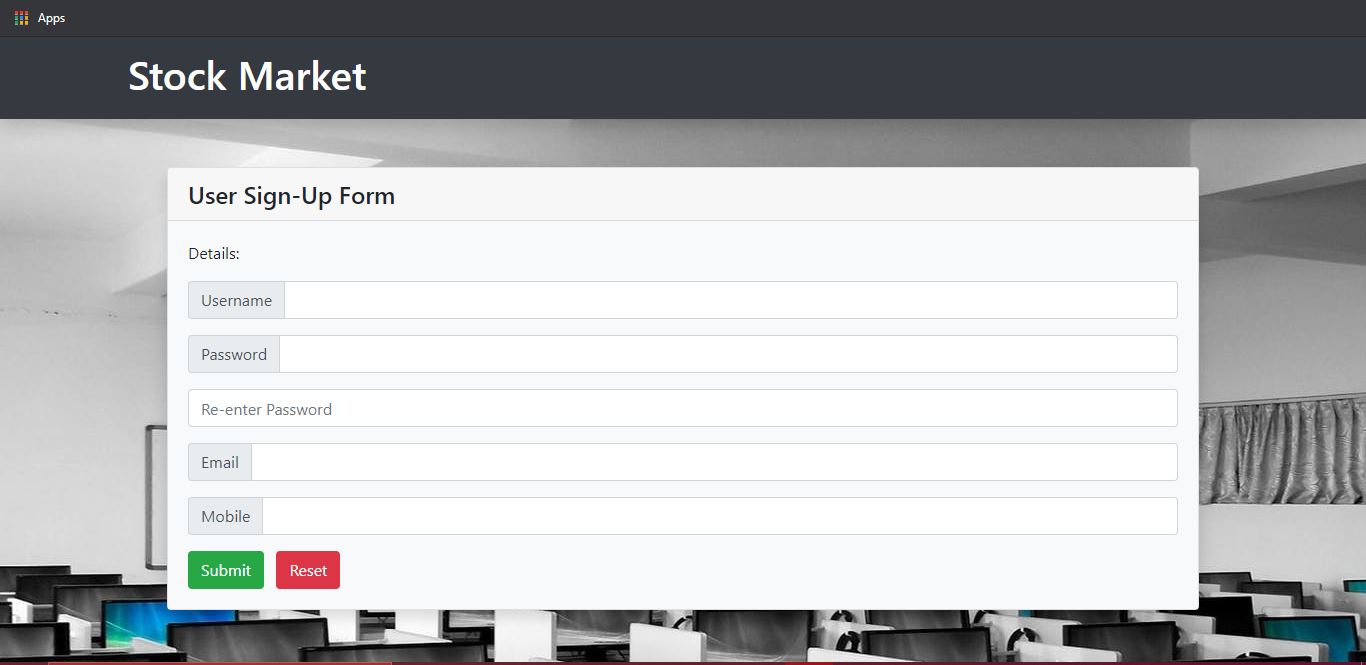 Apps
Stock Market
User Sign-Up Form
Details:
Username
Password
Re-enter Password
Email
Mobile
Submit Reset